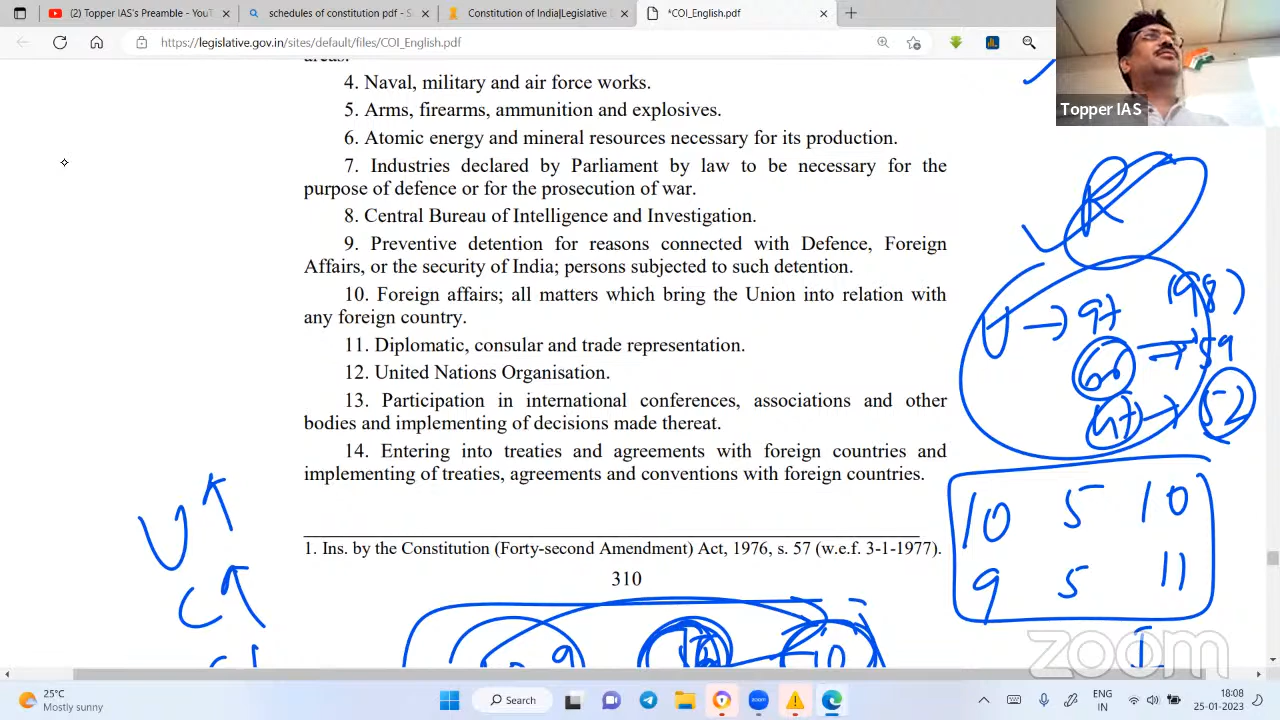 (2) Topper IAS's Preamble - YouT
schedules of constitution pdf - S
Constitution of India|Legislative
*COI_English.pdf
https://legislative.gov.in/sites/default/files/COI_English.pdf
Topper IAS
areas.
4. Naval, military and air force works.
5. Arms, firearms, ammunition and explosives.
6. Atomic energy and mineral resources necessary for its production.
7. Industries declared by Parliament by law to be necessary for the
purpose of defence or for the prosecution of war.
8. Central Bureau of Intelligence and Investigation.
9. Preventive detention for reasons connected with Defence, Foreign
Affairs, or the security of India; persons subjected to such detention.
10. Foreign affairs; all matters which bring the Union into relation with
any foreign country.
11. Diplomatic, consular and trade representation.
12. United Nations Organisation.
13. Participation in international conferences, associations and other
bodies and implementing of decisions made thereat.
14. Entering into treaties and agreements with foreign countries and
implementing of treaties, agreements and conventions with foreign countries.
1. Ins. by the Constitution (Forty-second Amendment) Act, 1976, s. 57 (w.e.f. 3-1-1977).
310
R
U → 97 (98)
66 → 59
47 → 52
10 5 10
9 5 11
U ↑
C ↑
9
10
zoom
25°C
Mostly sunny
Search
ENG
IN
18:08
25-01-2023